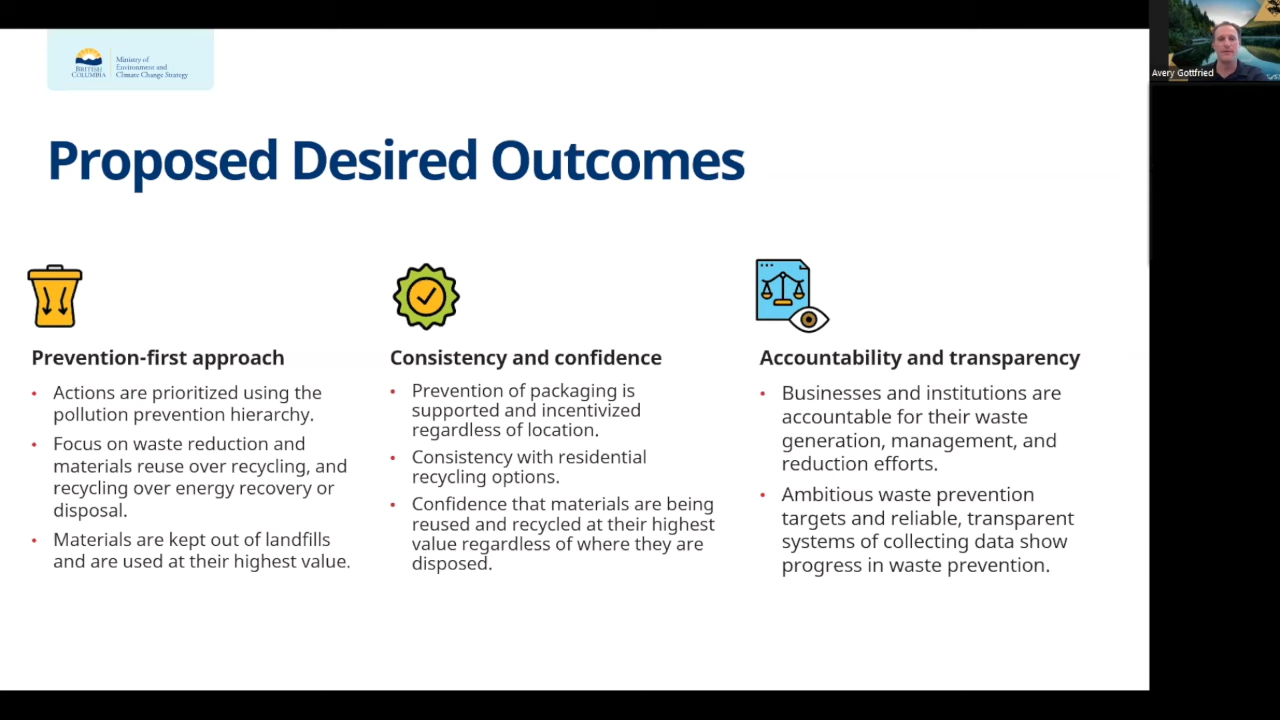 BRITISH
COLUMBIA
Ministry of
Environment and
Climate Change Strategy
Avery Gottfried
Proposed Desired Outcomes
Prevention-first approach
• Actions are prioritized using the
pollution prevention hierarchy.
• Focus on waste reduction and
materials reuse over recycling, and
recycling over energy recovery or
disposal.
• Materials are kept out of landfills
and are used at their highest value.
Consistency and confidence
• Prevention of packaging is
supported and incentivized
regardless of location.
• Consistency with residential
recycling options.
• Confidence that materials are being
reused and recycled at their highest
value regardless of where they are
disposed.
Accountability and transparency
• Businesses and institutions are
accountable for their waste
generation, management, and
reduction efforts.
• Ambitious waste prevention
targets and reliable, transparent
systems of collecting data show
progress in waste prevention.